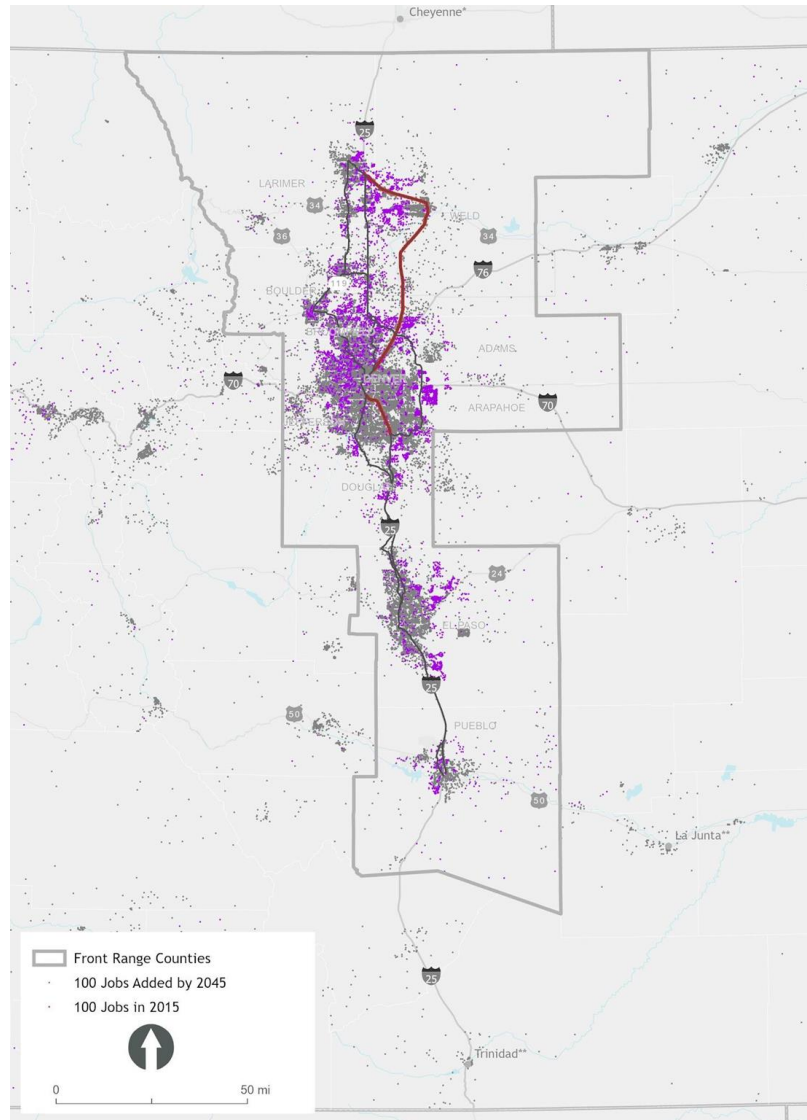 Cheyenne*
25
LARIMER
34
WELD
36
34
76
BOULDER
119
ADAMS
70
ARAPAHOE
70
DOUGLAS
25
24
EL PASO
25
50
PUEBLO
50
La Junta**
Front Range Counties
100 Jobs Added by 2045
100 Jobs in 2015
25
Trinidad**
0
50 mi